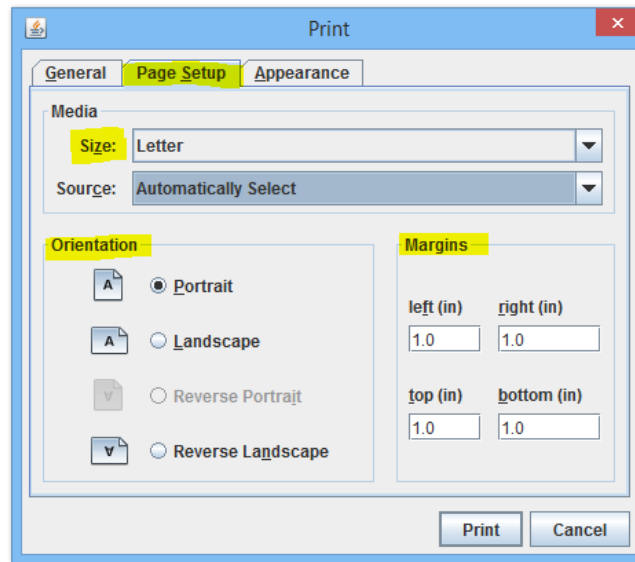 Print
General Page Setup Appearance
Media
Size: Letter
Source: Automatically Select
Orientation
A Portrait
A Landscape
A Reverse Portrait
A Reverse Landscape
Margins
left (in) right (in)
1.0 1.0
top (in) bottom (in)
1.0 1.0
Print Cancel